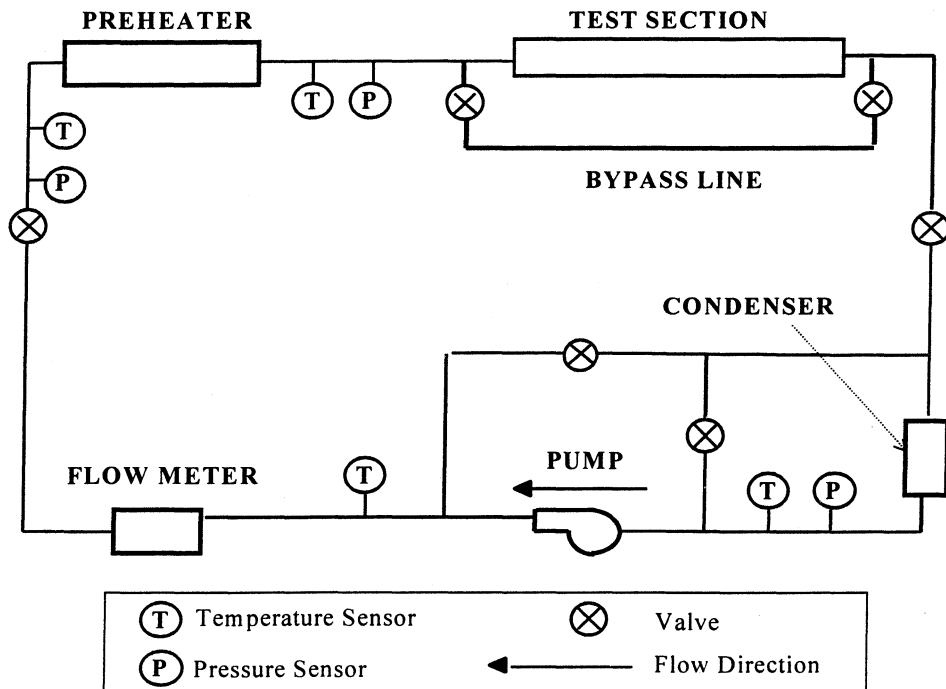 PREHEATER
TEST SECTION
T
P
T
P
BYPASS LINE
CONDENSER
FLOW METER
T
PUMP
T
P
T Temperature Sensor
Valve
P Pressure Sensor
Flow Direction